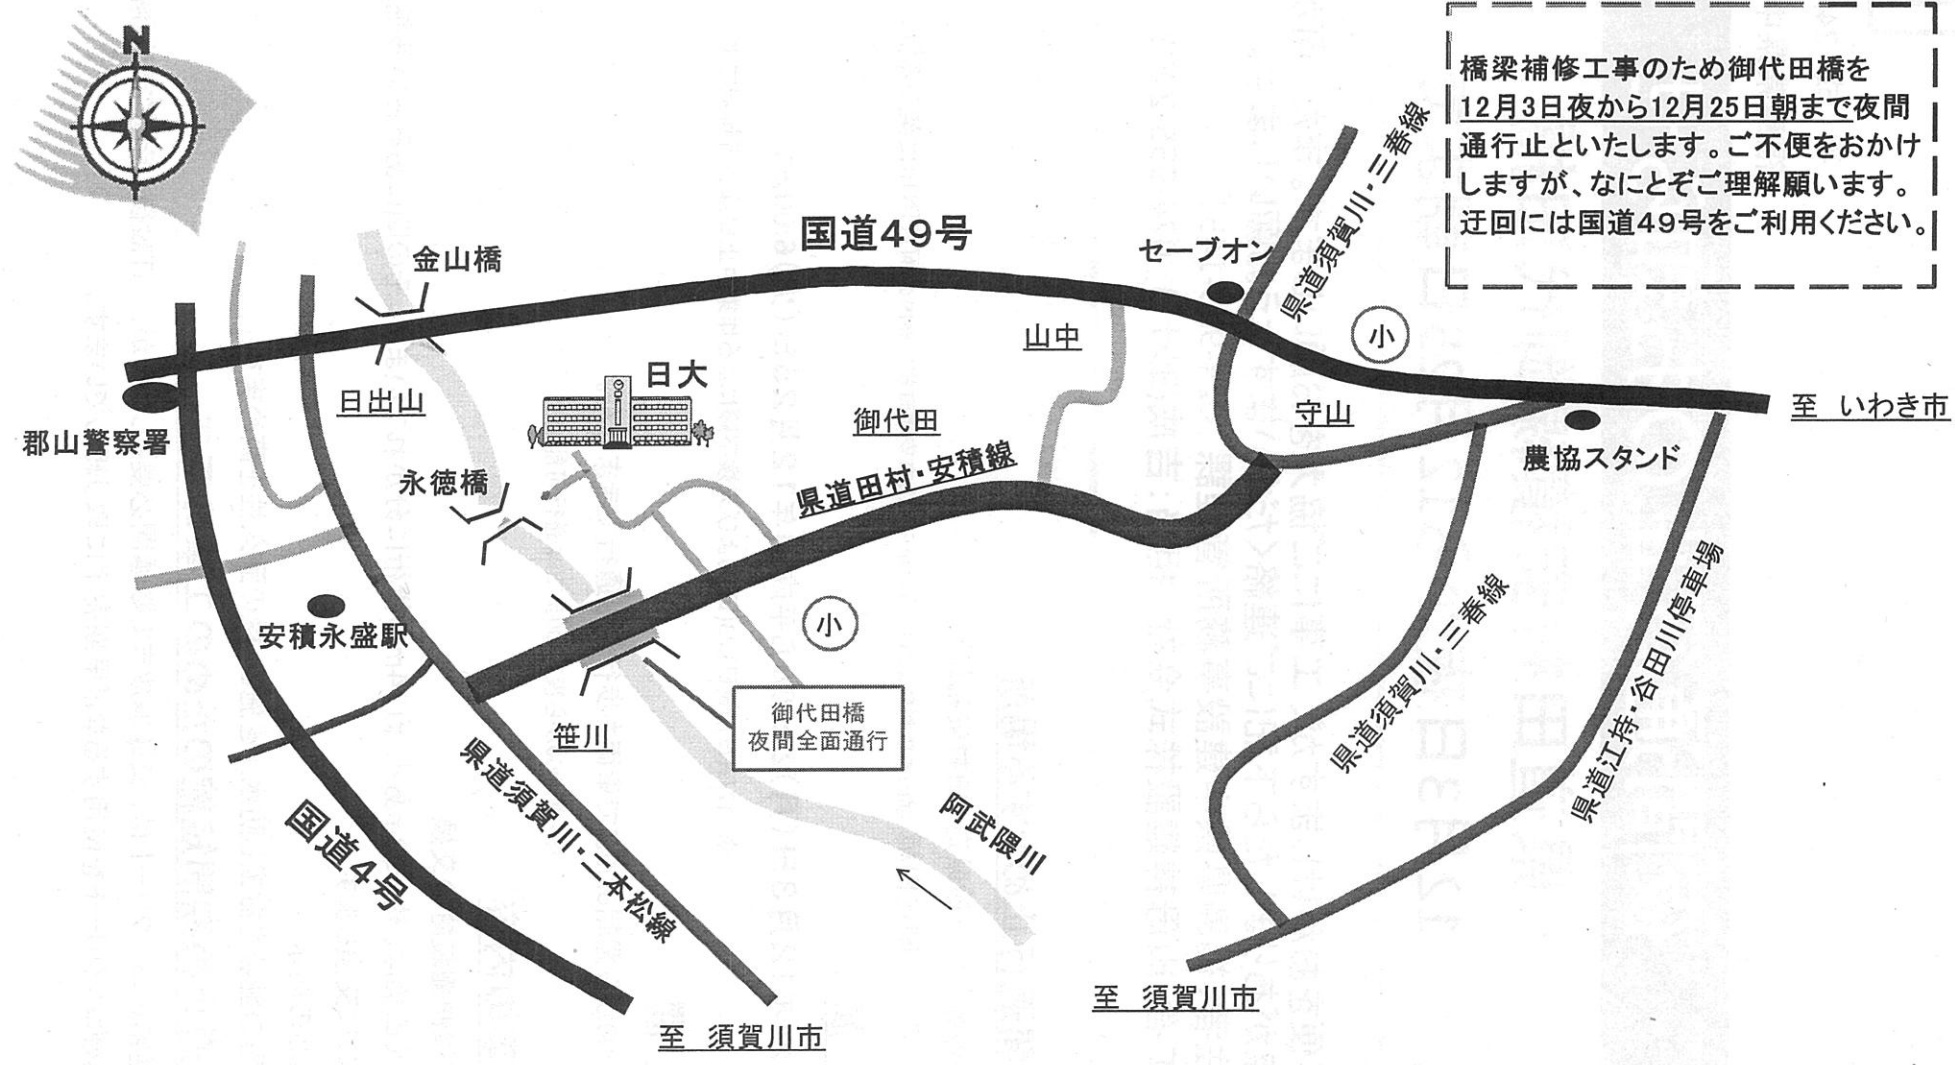 N
橋梁補修工事のため御代田橋を
12月3日夜から12月25日朝まで夜間
通行止といたします。ご不便をおかけ
しますが、なにとぞご理解願います。
迂回には国道49号をご利用ください。
県道須賀川・三春線
国道49号
セーブオン
金山橋
小
山中
日大
日出山
御代田
守山
至 いわき市
郡山警察署
農協スタンド
永徳橋
県道田村・安積線
安積永盛駅
小
県道須賀川・三春線
県道江持・谷田川停車場
御代田橋
夜間全面通行
笹川
県道須賀川・二本松線
国道4号
阿武隈川
至 須賀川市
至 須賀川市